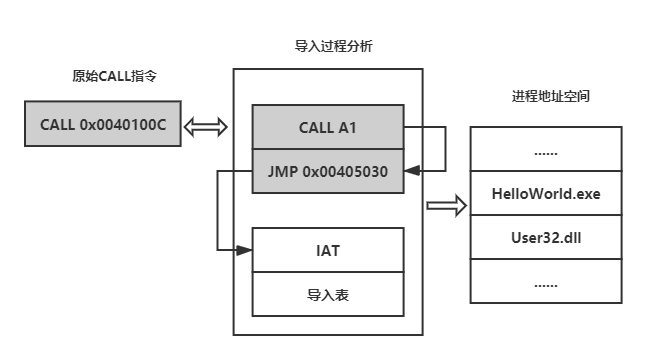 导入过程分析
原始CALL指令
进程地址空间
CALL 0x0040100C
CALL A1
JMP 0x00405030
IAT
导入表
......
HelloWorld.exe
User32.dll
......